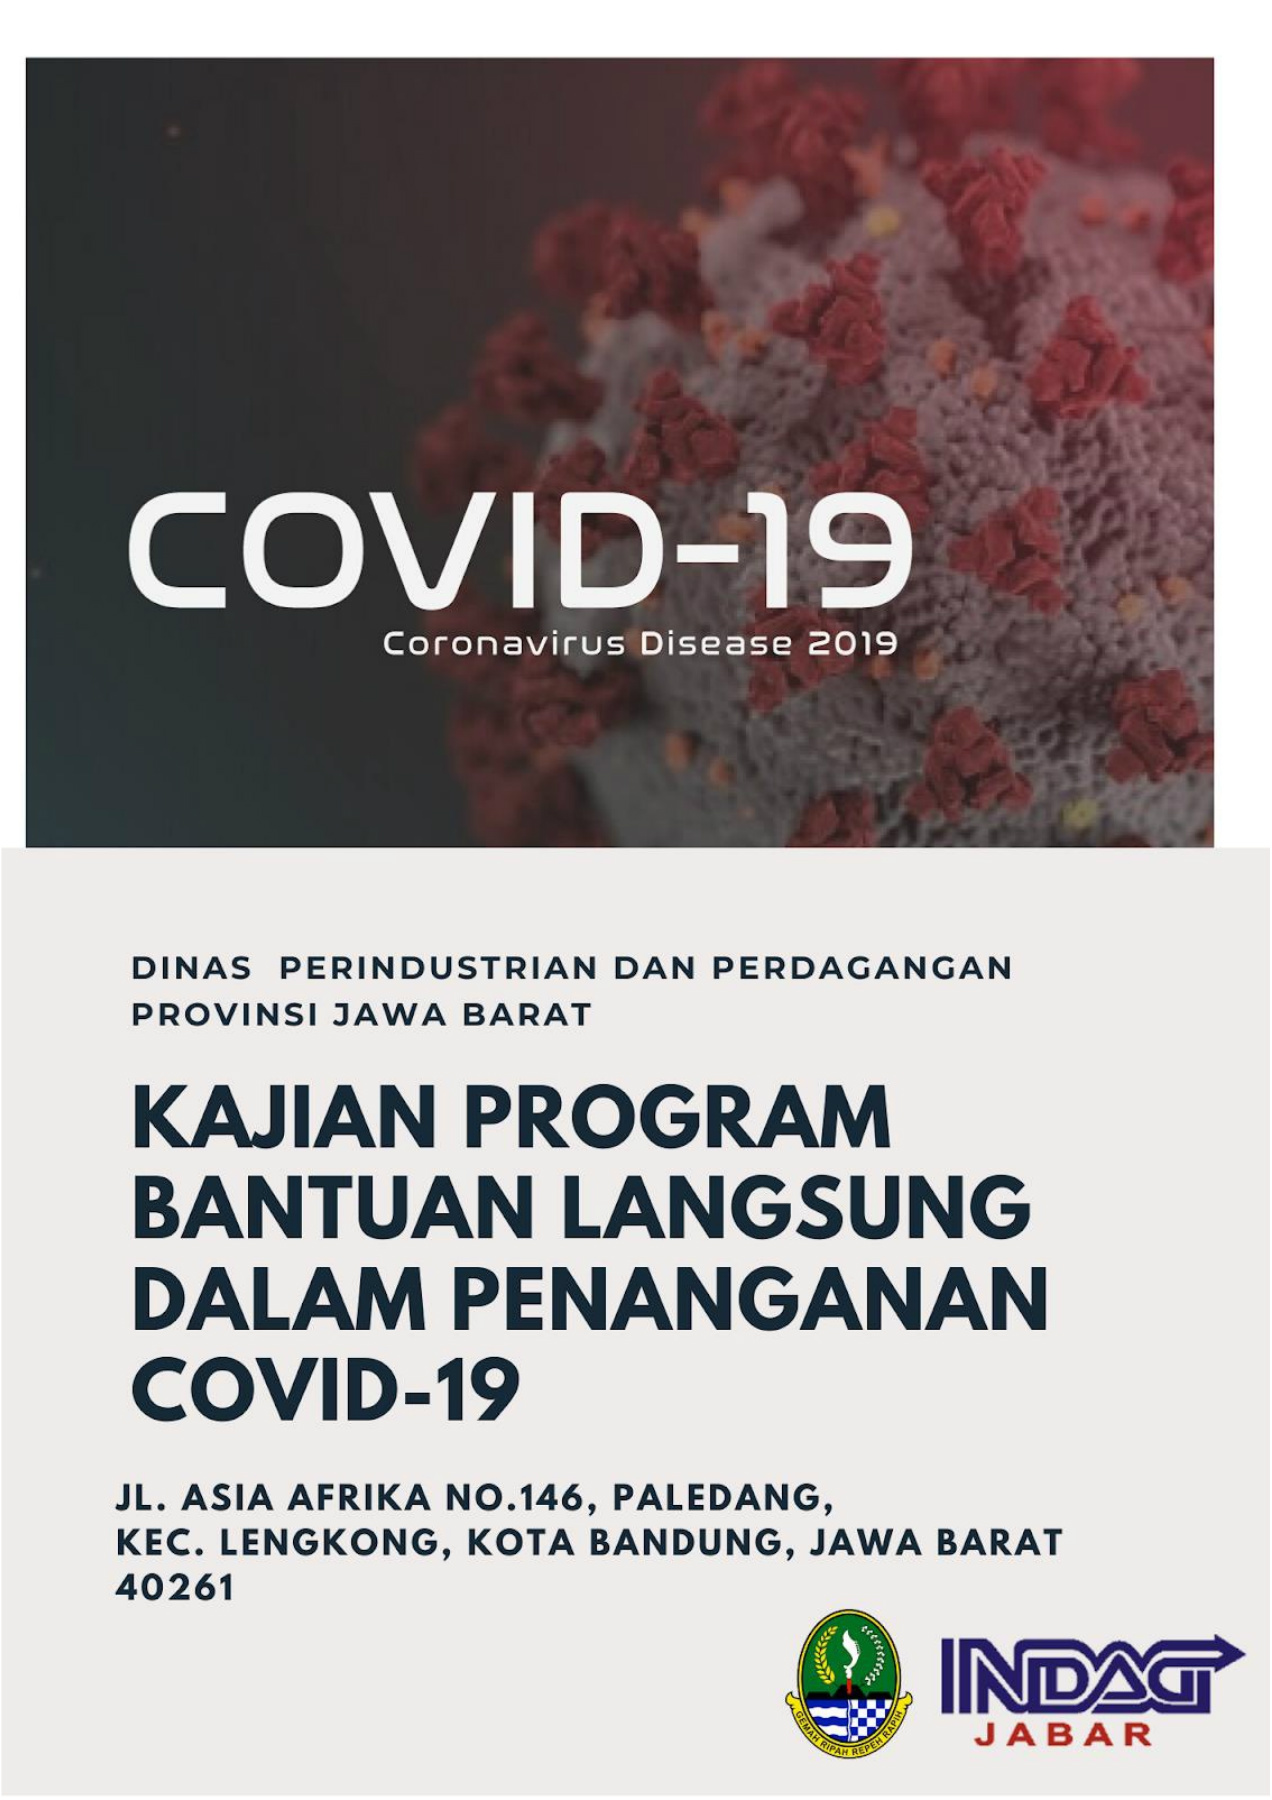 COVID-19
Coronavirus Disease 2019
DINAS PERINDUSTRIAN DAN PERDAGANGAN
PROVINSI JAWA BARAT
KAJIAN PROGRAM
BANTUAN LANGSUNG
DALAM PENANGANAN
COVID-19
JL. ASIA AFRIKA NO.146, PALEDANG,
KEC. LENGKONG, KOTA BANDUNG, JAWA BARAT
40261
GEMAH RIPAH REPEH RAPIH
INDAG
JABAR